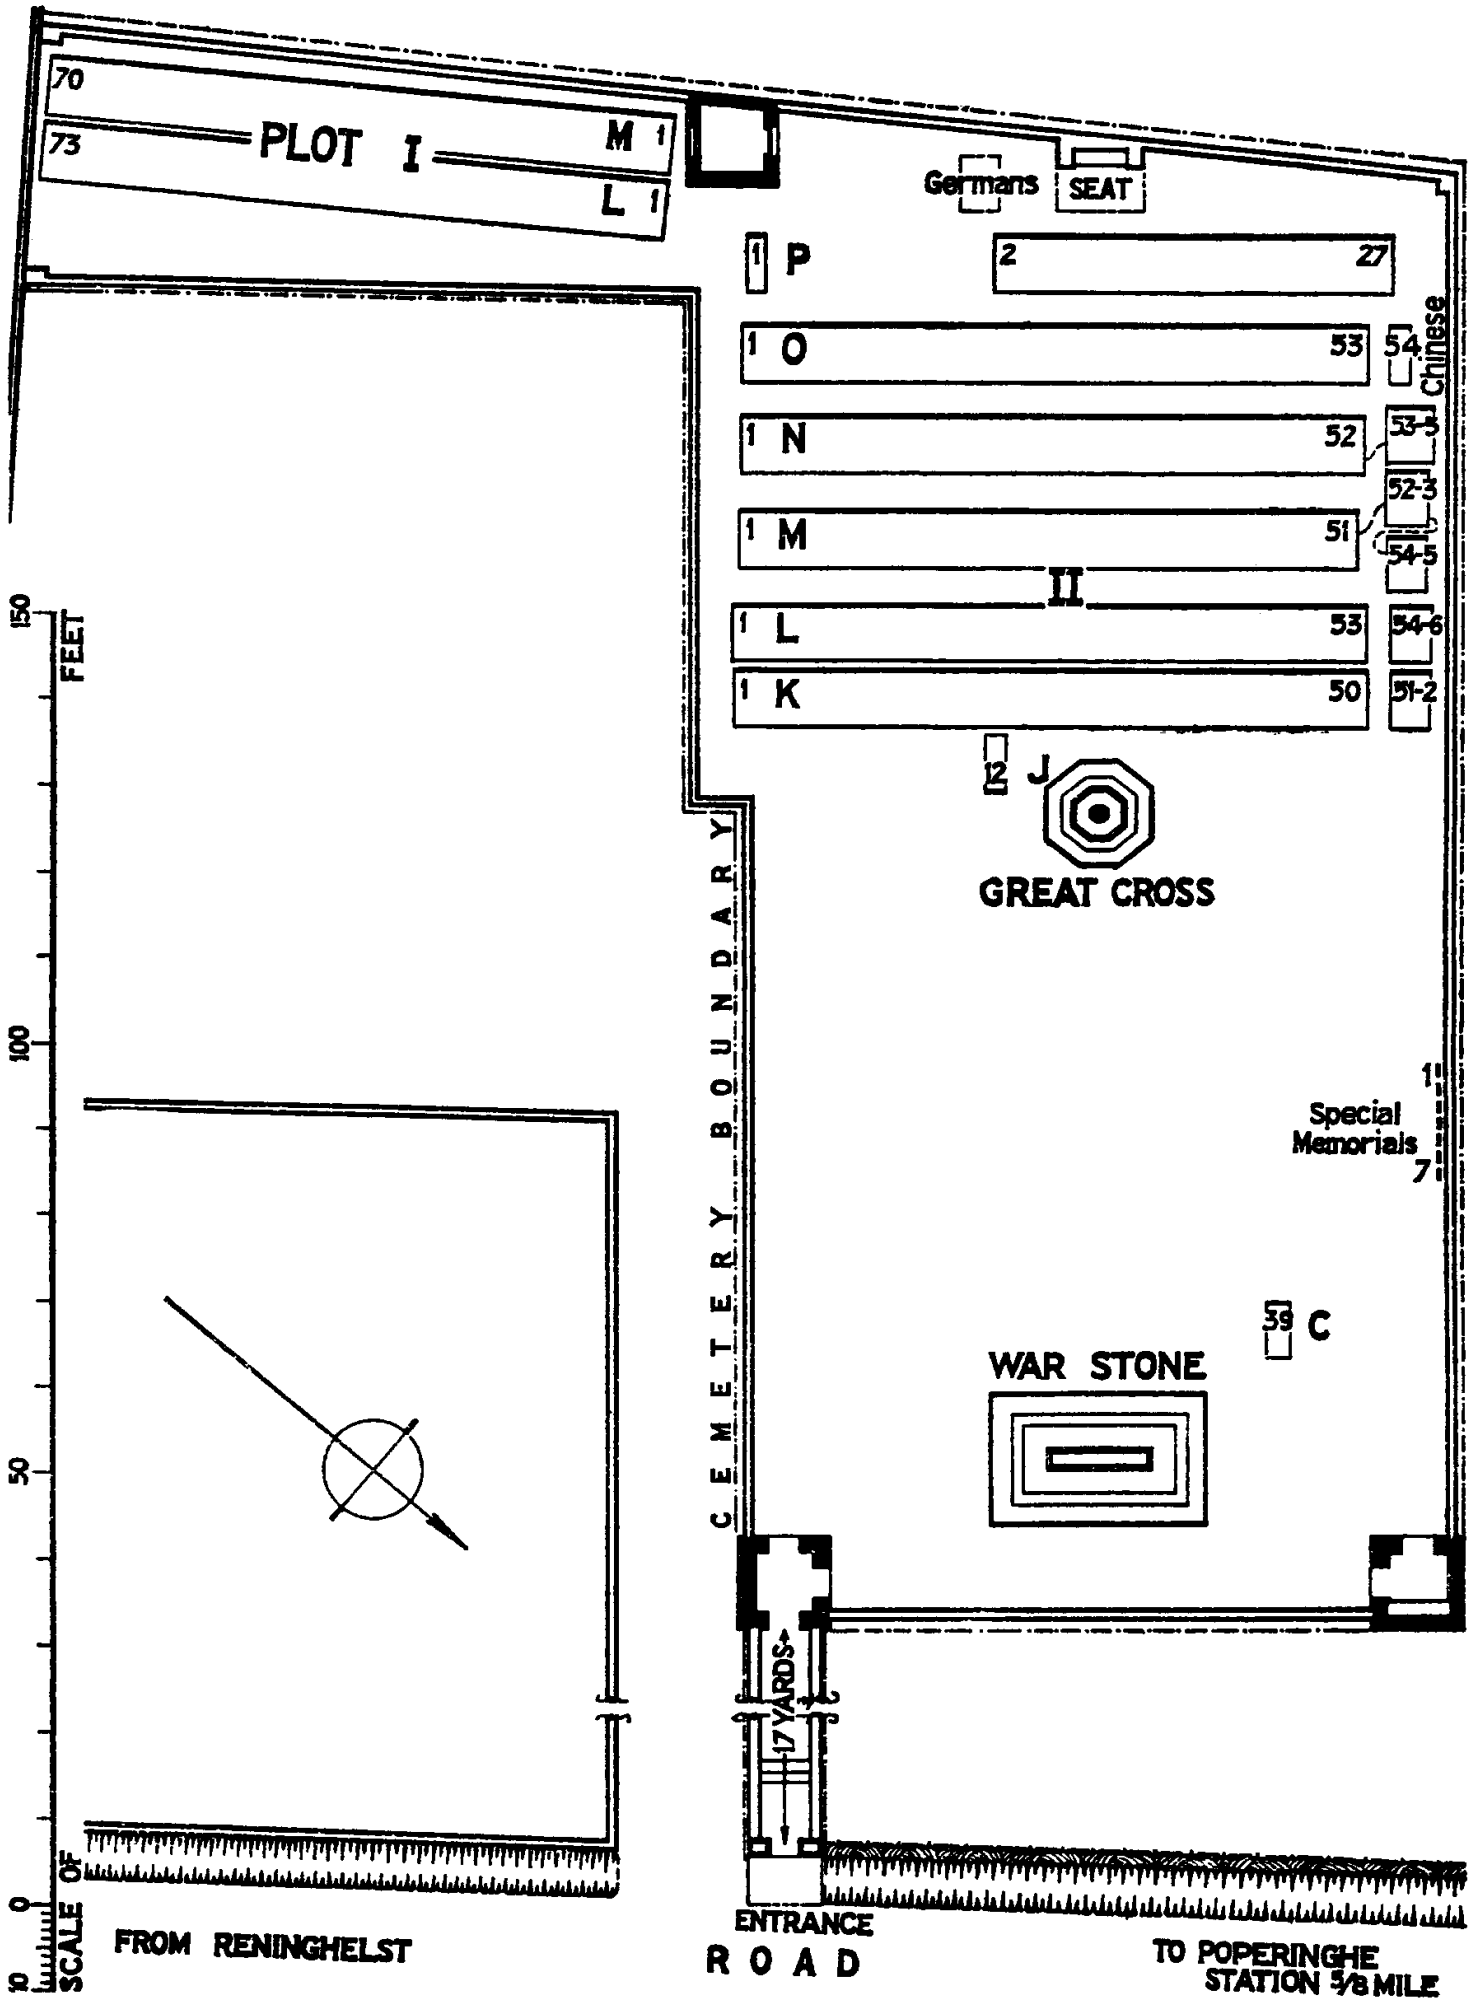 70
PLOT I
M 1
73
L 1
Germans
SEAT
1 P
2
27
1 O
53
54
Chinese
1 N
52
53-5
52-3
1 M
51
54-5
II
1 L
53
54-6
1 K
50
51-2
12 J
GREAT CROSS
CEMETERY BOUNDARY
1
Special
Memorials
7
39 C
WAR STONE
17 YARDS
150
FEET
100
50
0
10
SCALE OF
FROM RENINGHELST
ENTRANCE
ROAD
TO POPERINGHE
STATION 5/8 MILE